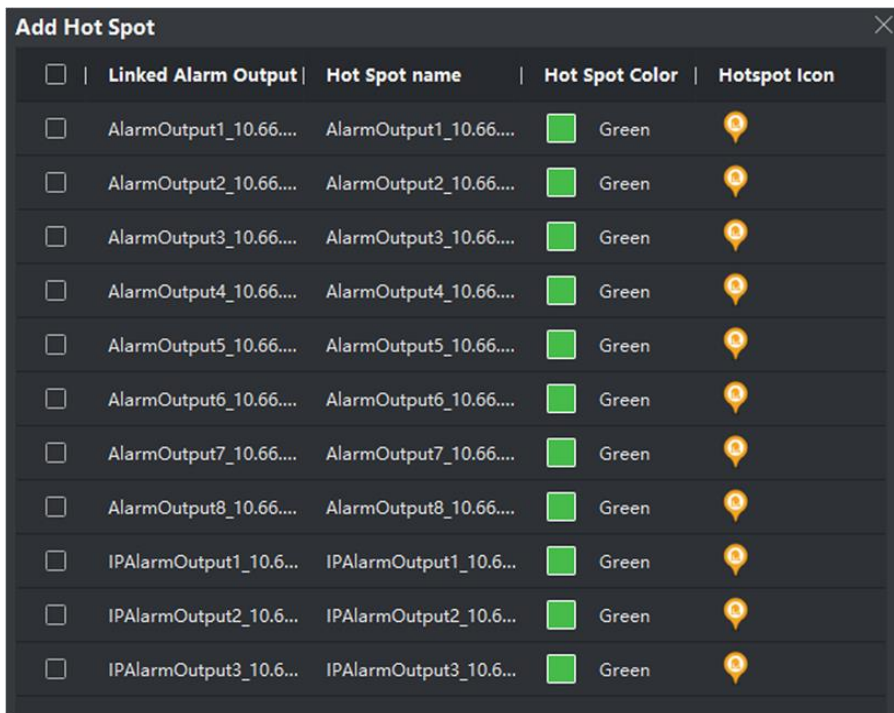 Add Hot Spot
Linked Alarm Output | Hot Spot name | Hot Spot Color | Hotspot Icon
AlarmOutput1_10.66.... AlarmOutput1_10.66.... Green
AlarmOutput2_10.66.... AlarmOutput2_10.66.... Green
AlarmOutput3_10.66.... AlarmOutput3_10.66.... Green
AlarmOutput4_10.66.... AlarmOutput4_10.66.... Green
AlarmOutput5_10.66.... AlarmOutput5_10.66.... Green
AlarmOutput6_10.66.... AlarmOutput6_10.66.... Green
AlarmOutput7_10.66.... AlarmOutput7_10.66.... Green
AlarmOutput8_10.66.... AlarmOutput8_10.66.... Green
IPAlarmOutput1_10.6... IPAlarmOutput1_10.6... Green
IPAlarmOutput2_10.6... IPAlarmOutput2_10.6... Green
IPAlarmOutput3_10.6... IPAlarmOutput3_10.6... Green